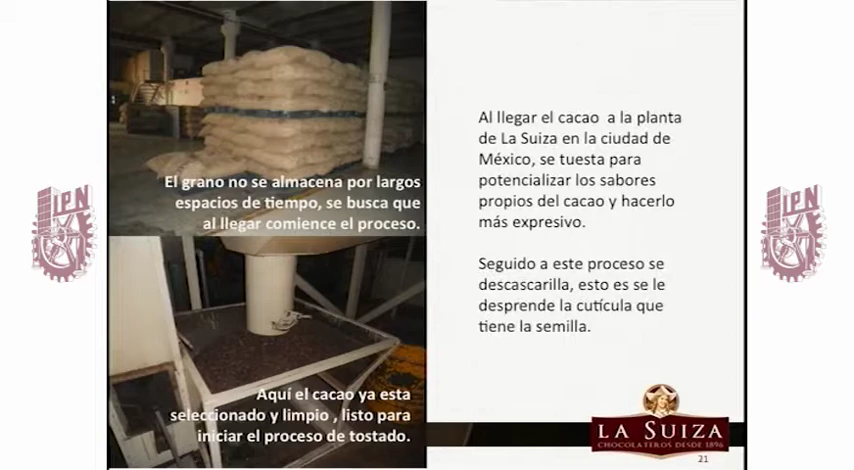 El grano no se almacena por largos
espacios de tiempo, se busca que
al llegar comience el proceso.
Aquí el cacao ya esta
seleccionado y limpio , listo para
iniciar el proceso de tostado.
Al llegar el cacao a la planta
de La Suiza en la ciudad de
México, se tuesta para
potencializar los sabores
propios del cacao y hacerlo
más expresivo.
Seguido a este proceso se
descascarilla, esto es se le
desprende la cutícula que
tiene la semilla.
LA SUIZA
CHOCOLATEROS DESDE 1896
21
I.P.N
I.P.N